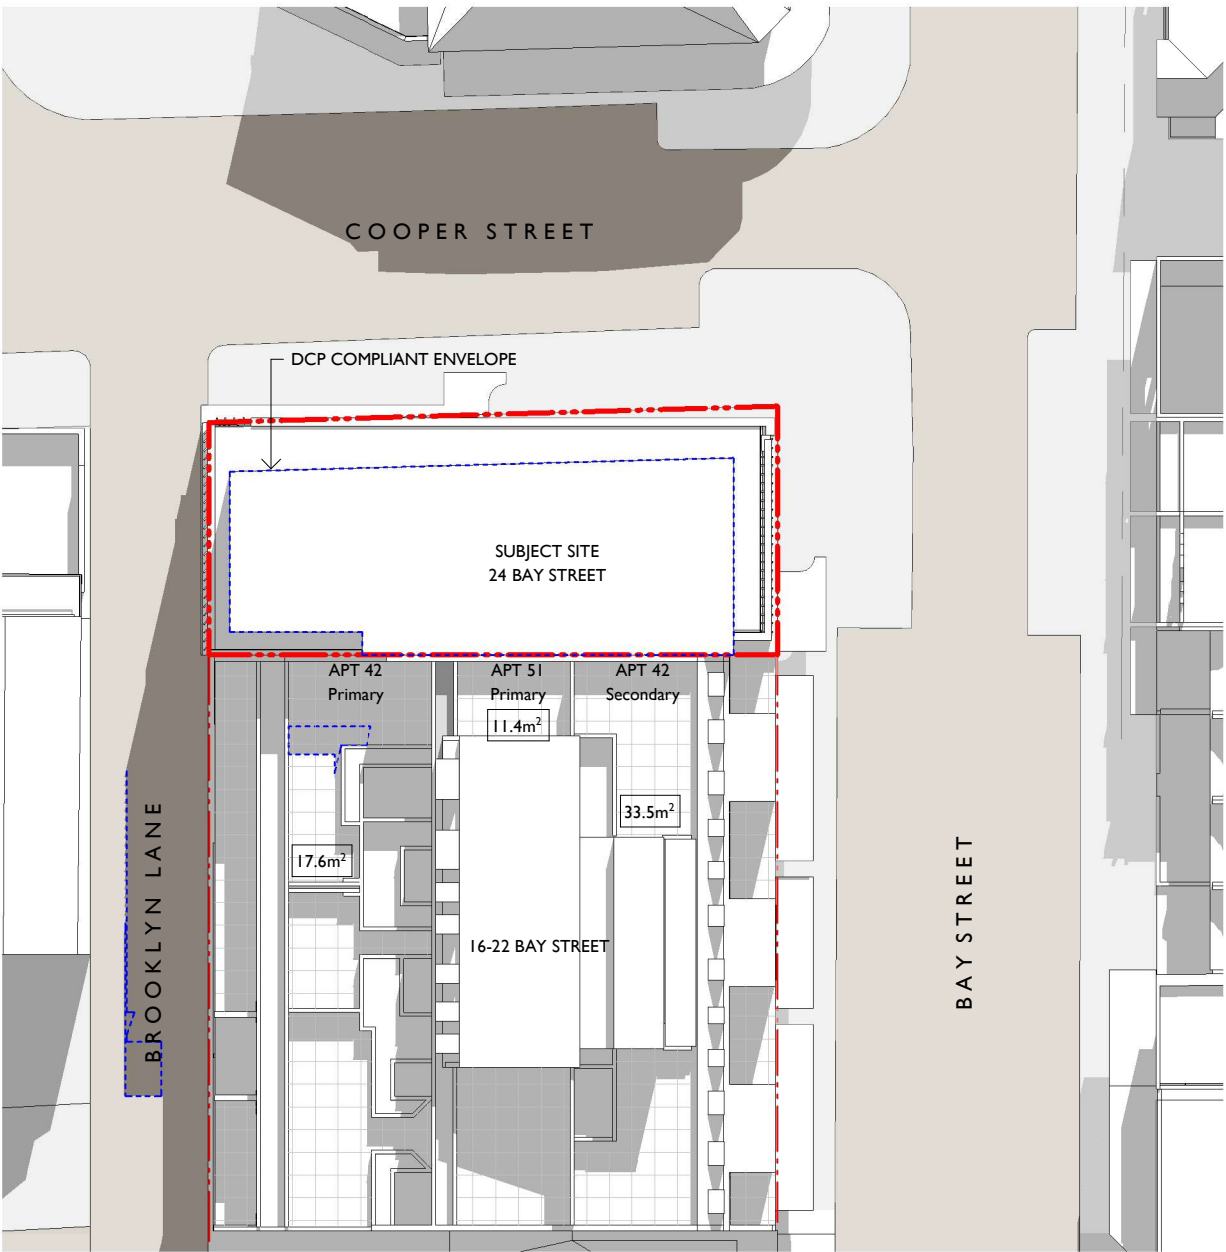 COOPER STREET
DCP COMPLIANT ENVELOPE
SUBJECT SITE
24 BAY STREET
APT 42
Primary
APT 51
Primary
11.4m²
APT 42
Secondary
33.5m²
17.6m²
16-22 BAY STREET
BROOKLYN LANE
BAY STREET